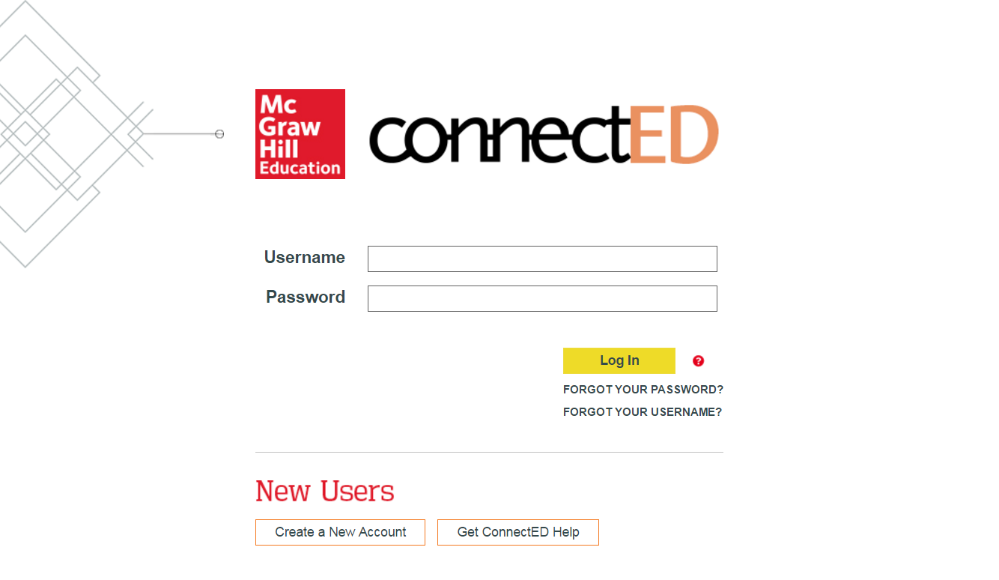 Mc
Graw
Hill
Education
connectED
Username
Password
Log In
?
FORGOT YOUR PASSWORD?
FORGOT YOUR USERNAME?
New Users
Create a New Account
Get ConnectED Help